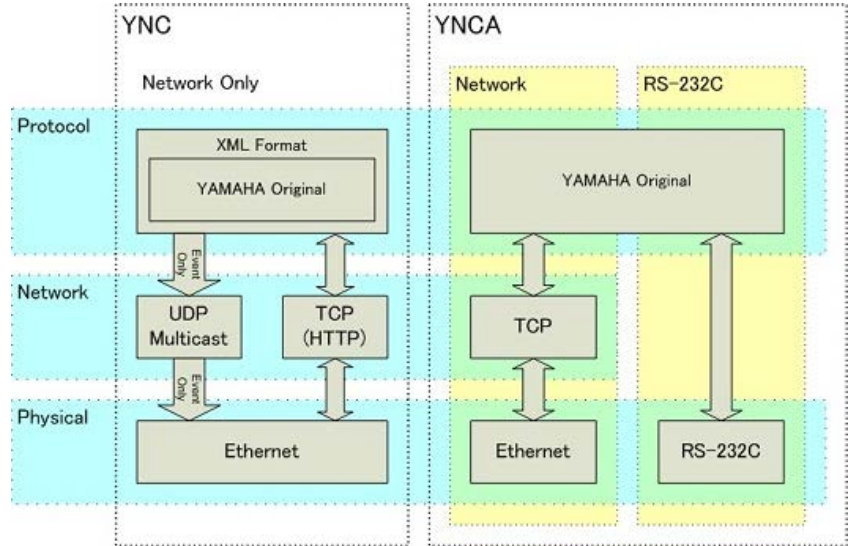 YNC
YNCA
Network Only
Network
RS-232C
Protocol
XML Format
YAMAHA Original
YAMAHA Original
Event
Only
Network
UDP
Multicast
TCP
(HTTP)
TCP
Event
Only
Physical
Ethernet
Ethernet
RS-232C